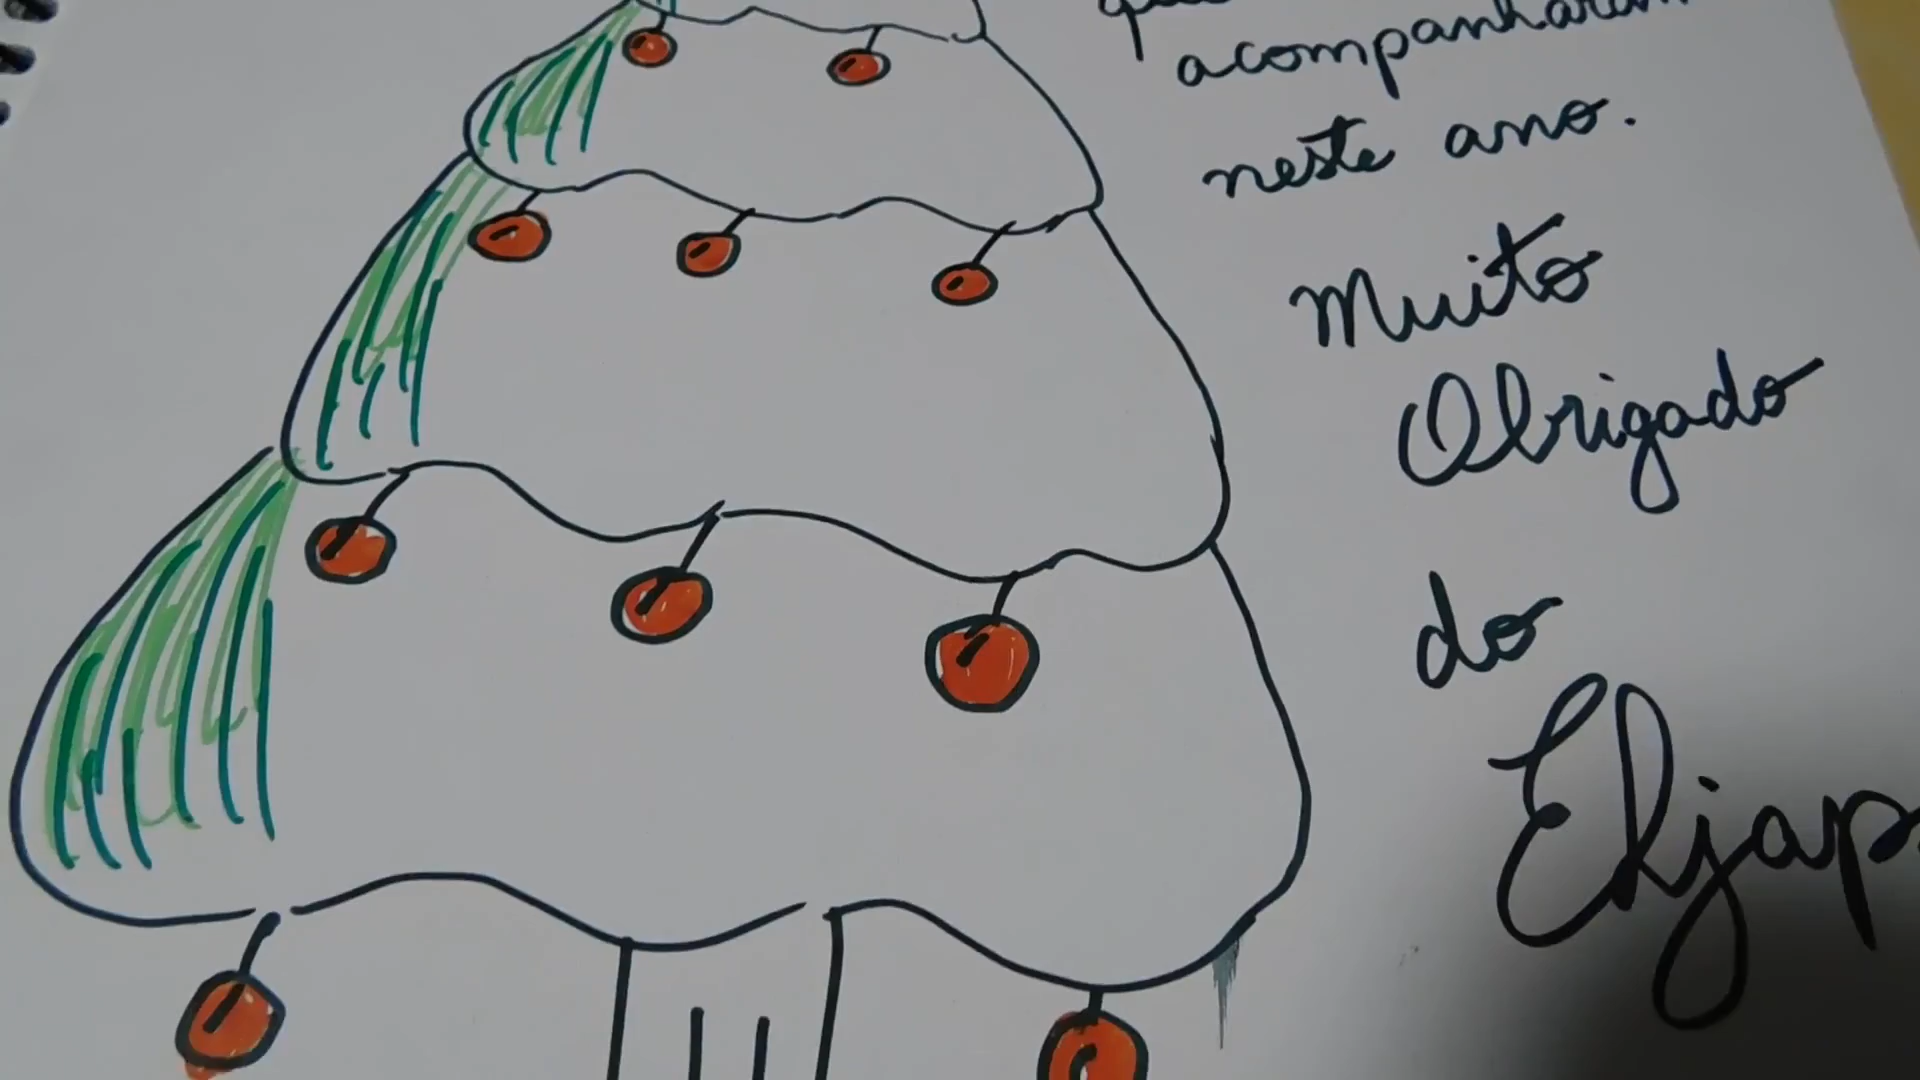 acompanharam
neste ano.
Muito
Obrigado
do